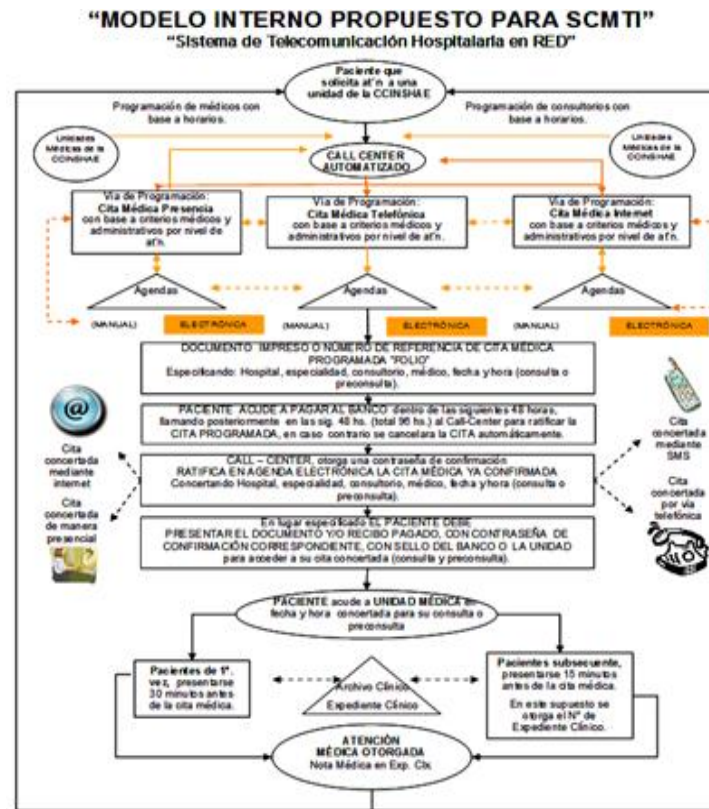 “MODELO INTERNO PROPUESTO PARA SCMTI”
“Sistema de Telecomunicación Hospitalaria en RED”
Paciente que
solicita at'n a una
unidad de la CCINSHAE
Programación de médicos con
base a horarios.
Programación de consultorios con
base a horarios.
Unidades
Médicas de la
CCINSHAE
CALL CENTER
AUTOMATIZADO
Unidades
Médicas de la
CCINSHAE
Vía de Programación:
Cita Médica Presencia
con base a criterios médicos y
administrativos por nivel de
at'n.
Vía de Programación:
Cita Médica Telefónica
con base a criterios médicos y
administrativos por nivel de at'n.
Vía de Programación:
Cita Médica Internet
con base a criterios médicos y
administrativos por nivel de at'n.
Agendas
Agendas
Agendas
(MANUAL)
ELECTRÓNICA
(MANUAL)
ELECTRÓNICA
(MANUAL)
ELECTRÓNICA
DOCUMENTO IMPRESO O NÚMERO DE REFERENCIA DE CITA MÉDICA
PROGRAMADA "FOLIO"
Especificando: Hospital, especialidad, consultorio, médico, fecha y hora (consulta o
preconsulta).
PACIENTE ACUDE A PAGAR AL BANCO dentro de las siguientes 48 horas,
llamando posteriormente en las sig. 48 hs. (total 96 hs.) al Call-Center para ratificar la
CITA PROGRAMADA, en caso contrario se cancelara la CITA automáticamente.
CALL – CENTER, otorga una contraseña de confirmación
RATIFICA EN AGENDA ELECTRÓNICA LA CITA MÉDICA YA CONFIRMADA
Concertando Hospital, especialidad, consultorio, médico, fecha y hora (consulta o
preconsulta).
En lugar especificado EL PACIENTE DEBE
PRESENTAR EL DOCUMENTO Y/O RECIBO PAGADO, CON CONTRASEÑA DE
CONFIRMACIÓN CORRESPONDIENTE, CON SELLO DEL BANCO O LA UNIDAD
para acceder a su cita concertada (consulta y preconsulta).
@
Cita
concertada
mediante
internet
Cita
concertada
de manera
presencial
Cita
concertada
mediante
SMS
Cita
concertada
por vía
telefónica
PACIENTE acude a UNIDAD MÉDICA en
fecha y hora concertada para su consulta o
preconsulta
Pacientes de 1ª.
vez, presentarse
30 minutos antes
de la cita médica.
Archivo Clínico
Expediente Clínico
Pacientes subsecuente,
presentarse 15 minutos
antes de la cita médica.
En este supuesto se
otorga el Nº de
Expediente Clínico.
ATENCIÓN
MÉDICA OTORGADA
Nota Médica en Exp. Clx.